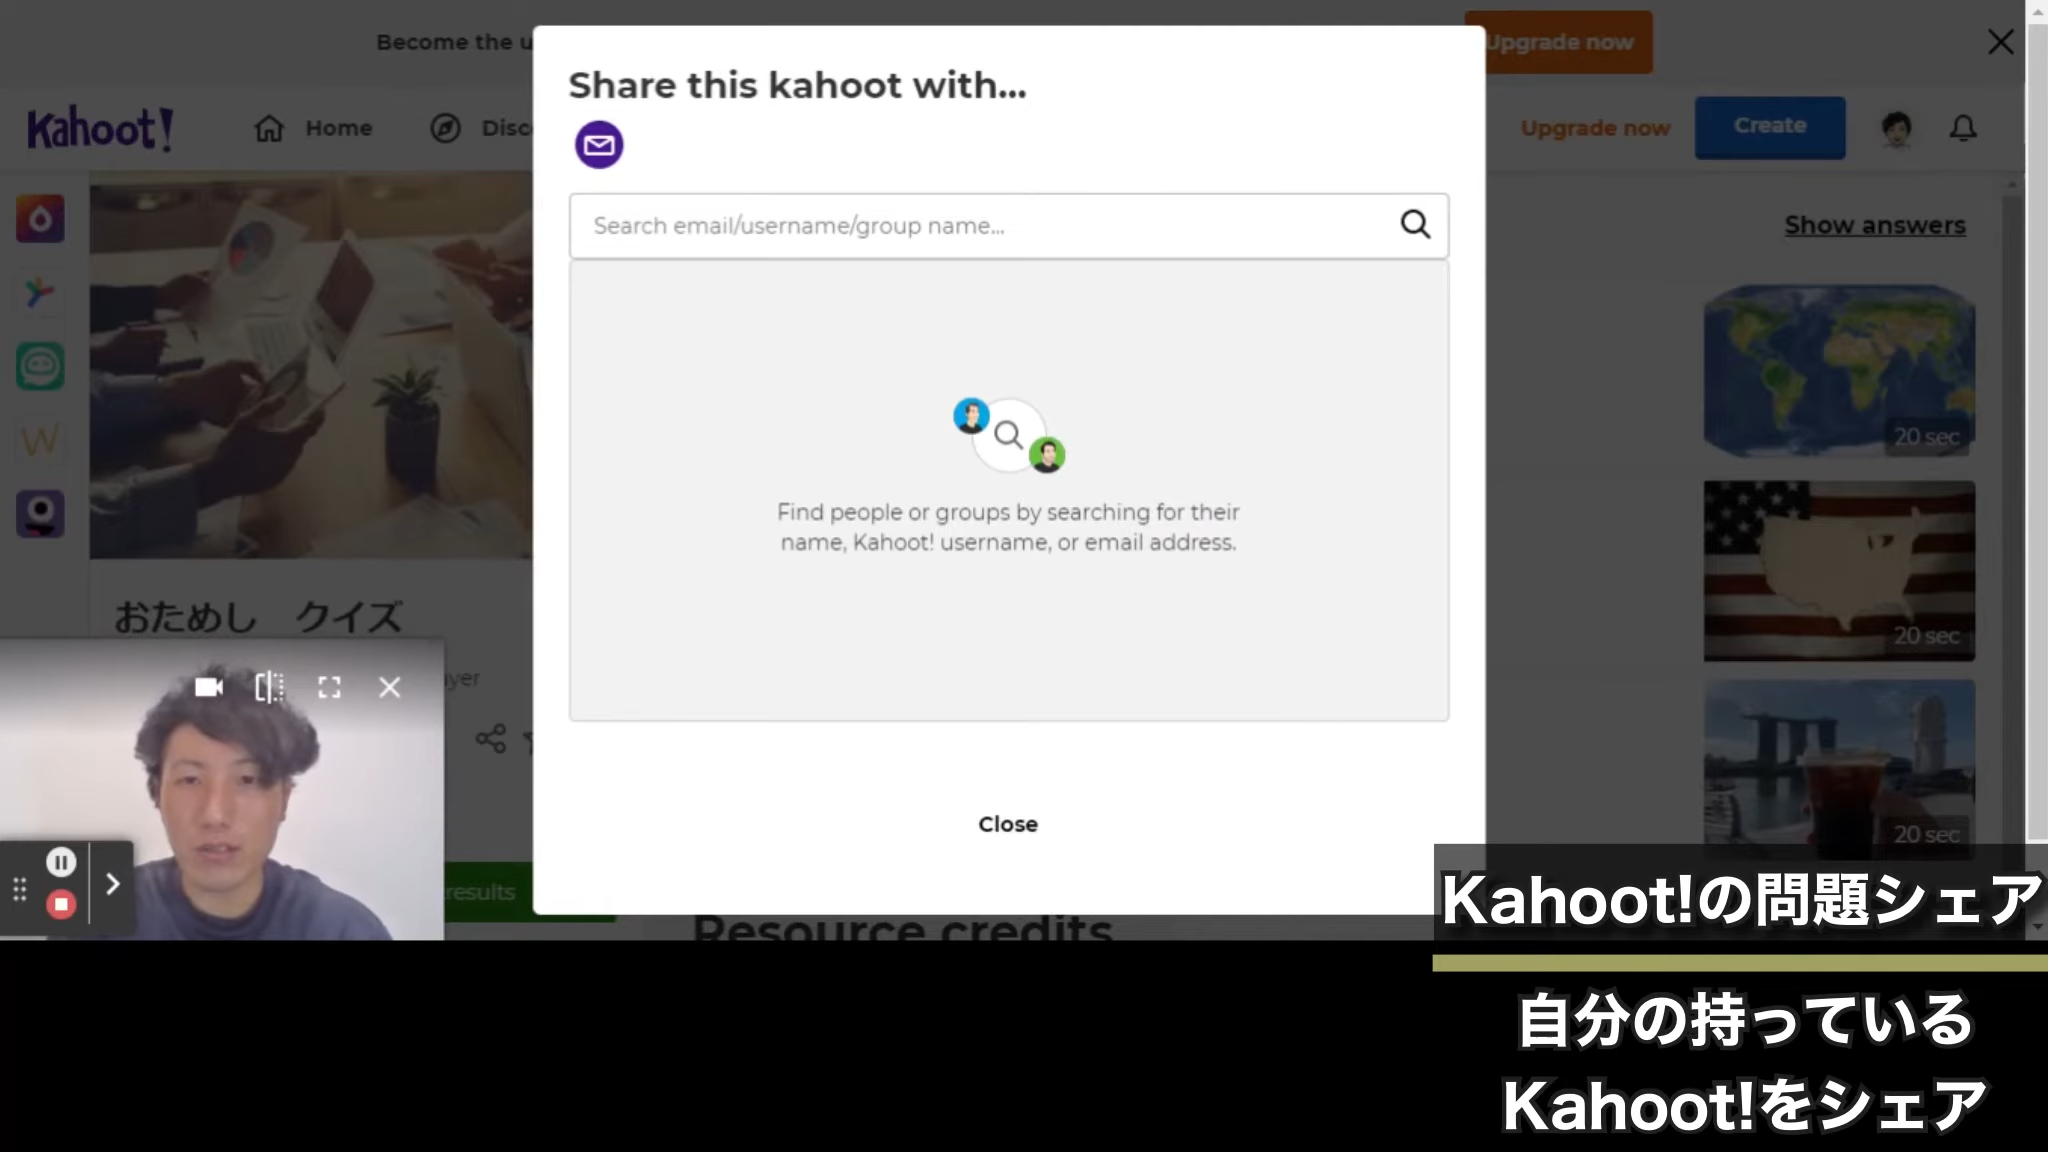 Become the u
Upgrade now
Share this kahoot with...
Kahoot!
Home
Disc
Upgrade now
Create
Search email/username/group name...
Show answers
20 sec
Find people or groups by searching for their
name, Kahoot! username, or email address.
20 sec
おためし クイズ
yer
20 sec
Close
results
Resource credits
Kahoot!の問題シェア
自分の持っている
Kahoot!をシェア